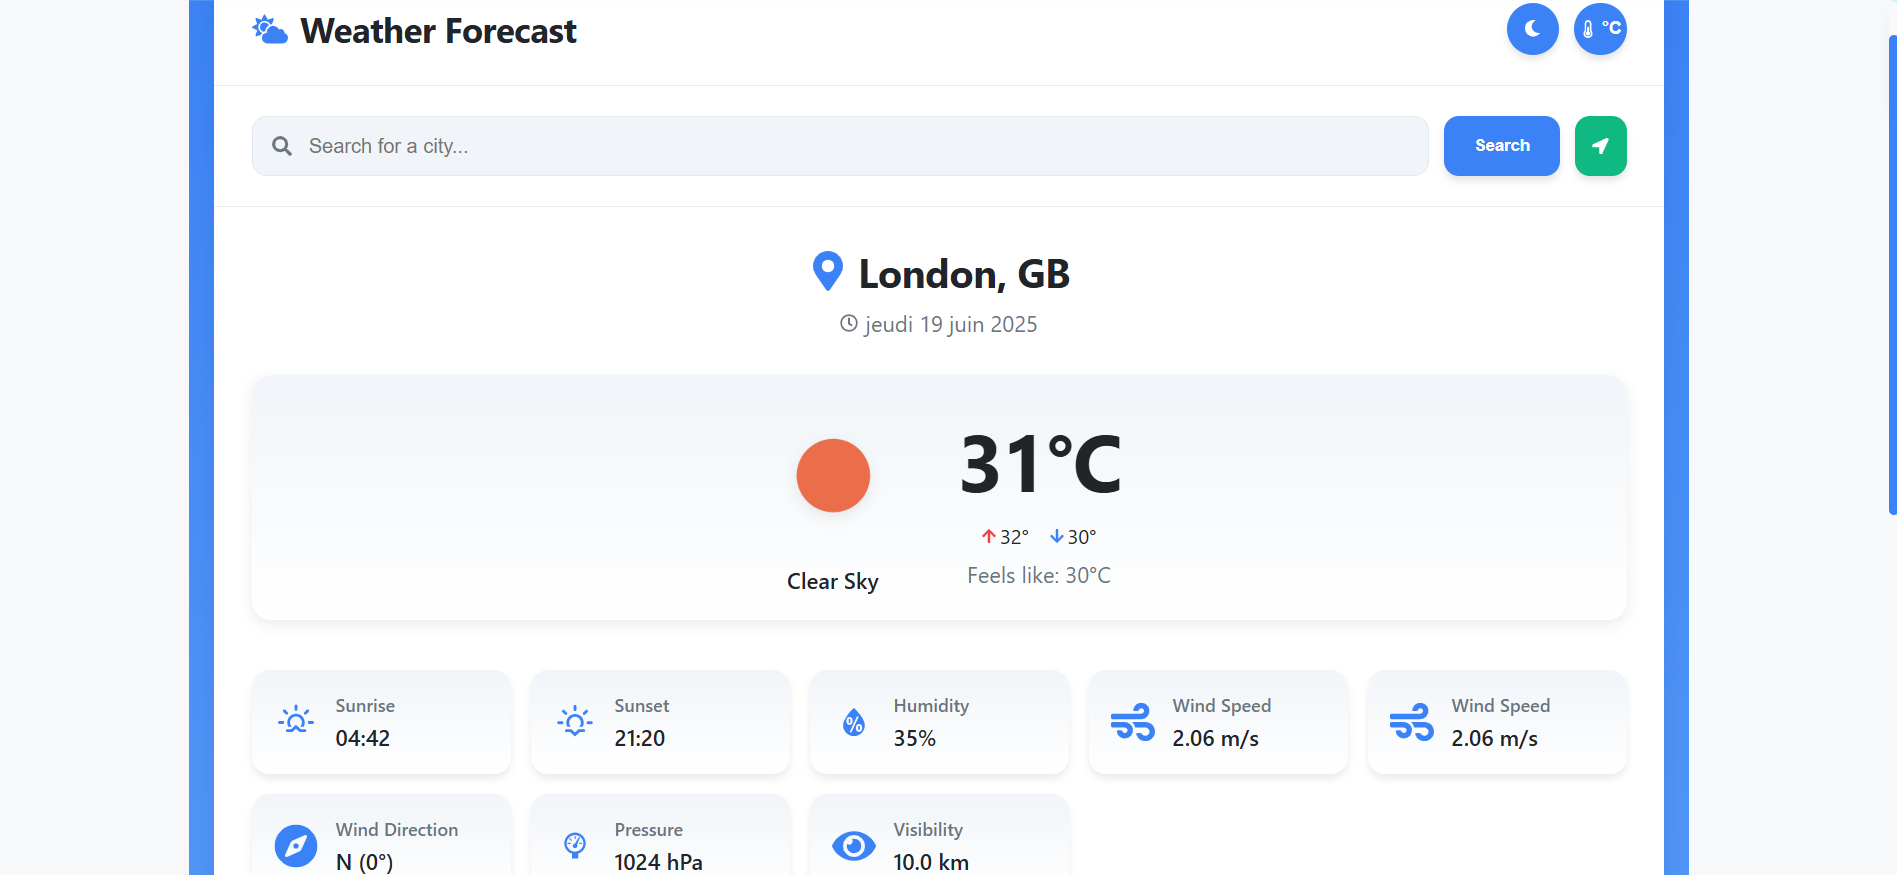 Weather Forecast
°C
Search for a city...
Search
London, GB
jeudi 19 juin 2025
31°C
32° 30°
Feels like: 30°C
Clear Sky
Sunrise
04:42
Sunset
21:20
Humidity
35%
Wind Speed
2.06 m/s
Wind Speed
2.06 m/s
Wind Direction
N (0°)
Pressure
1024 hPa
Visibility
10.0 km